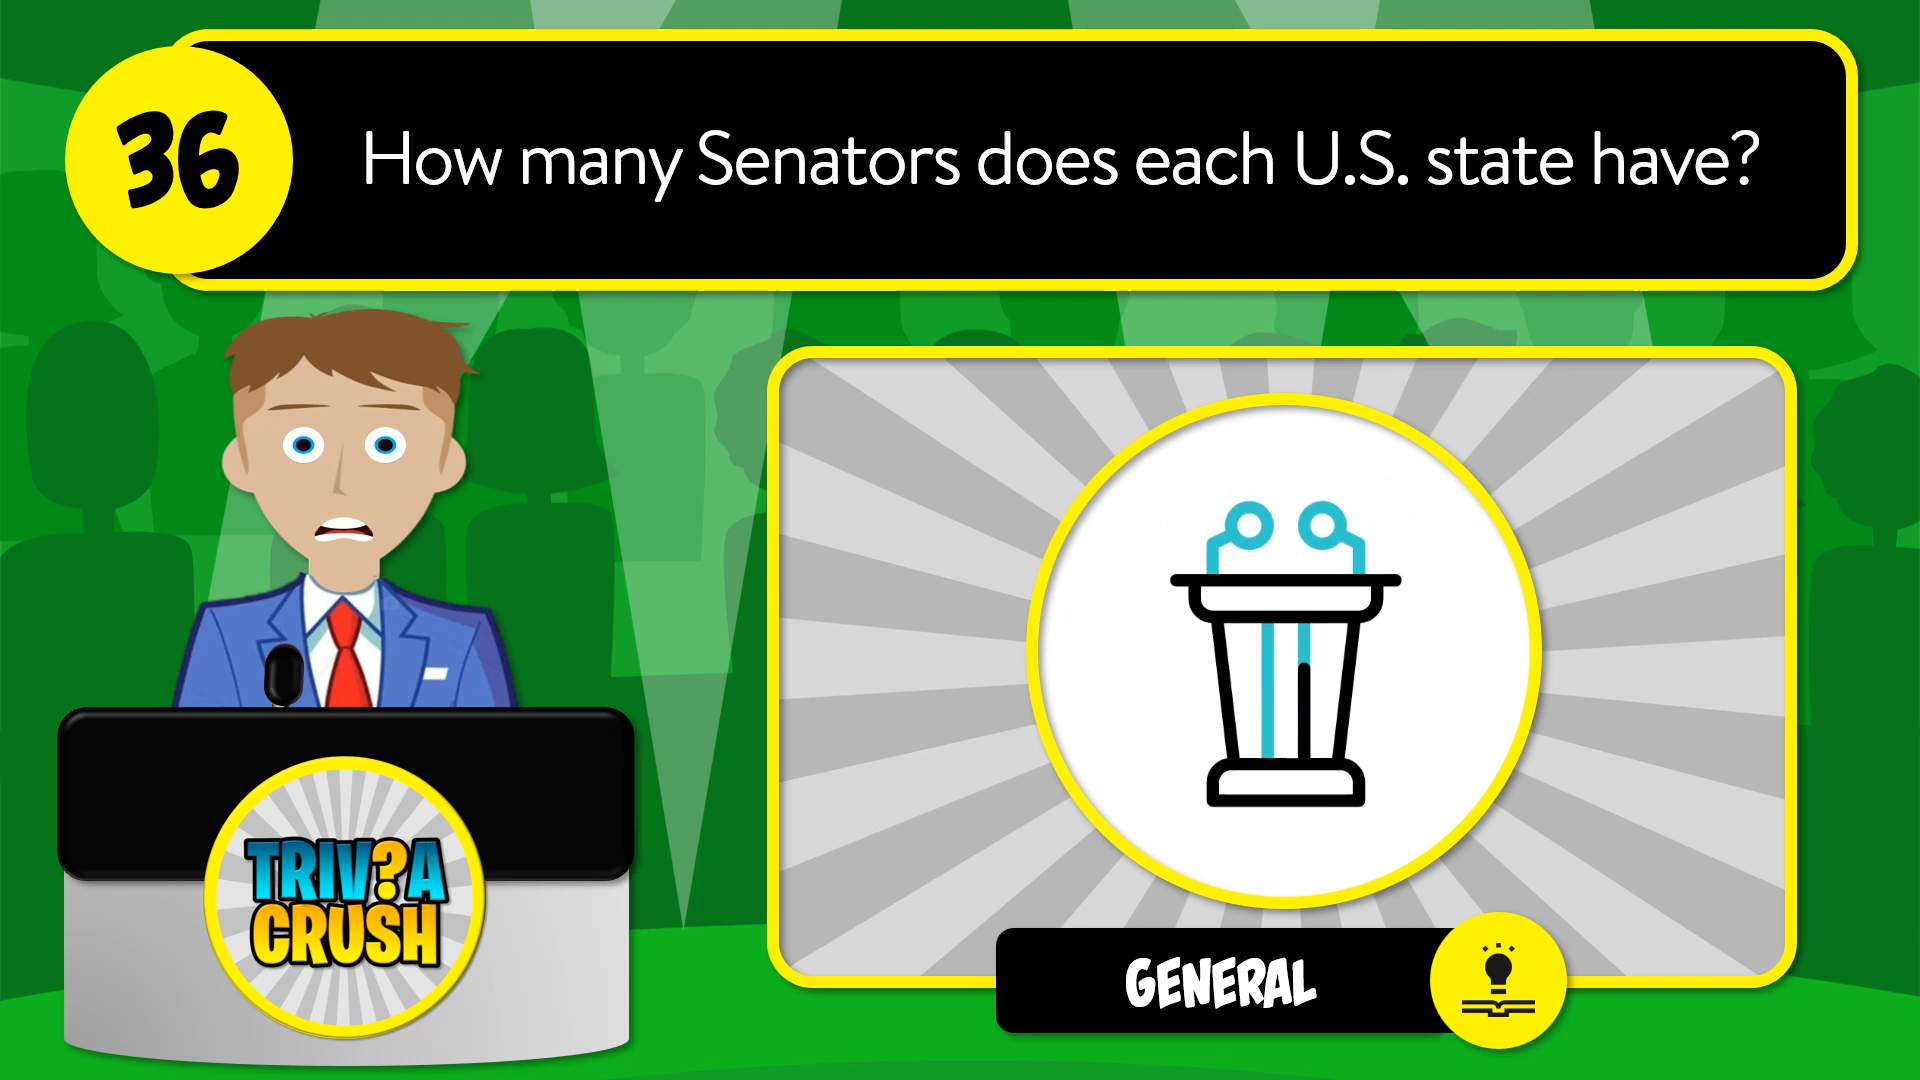 36
How many Senators does each U.S. state have?
TRIV?A
CRUSH
GENERAL